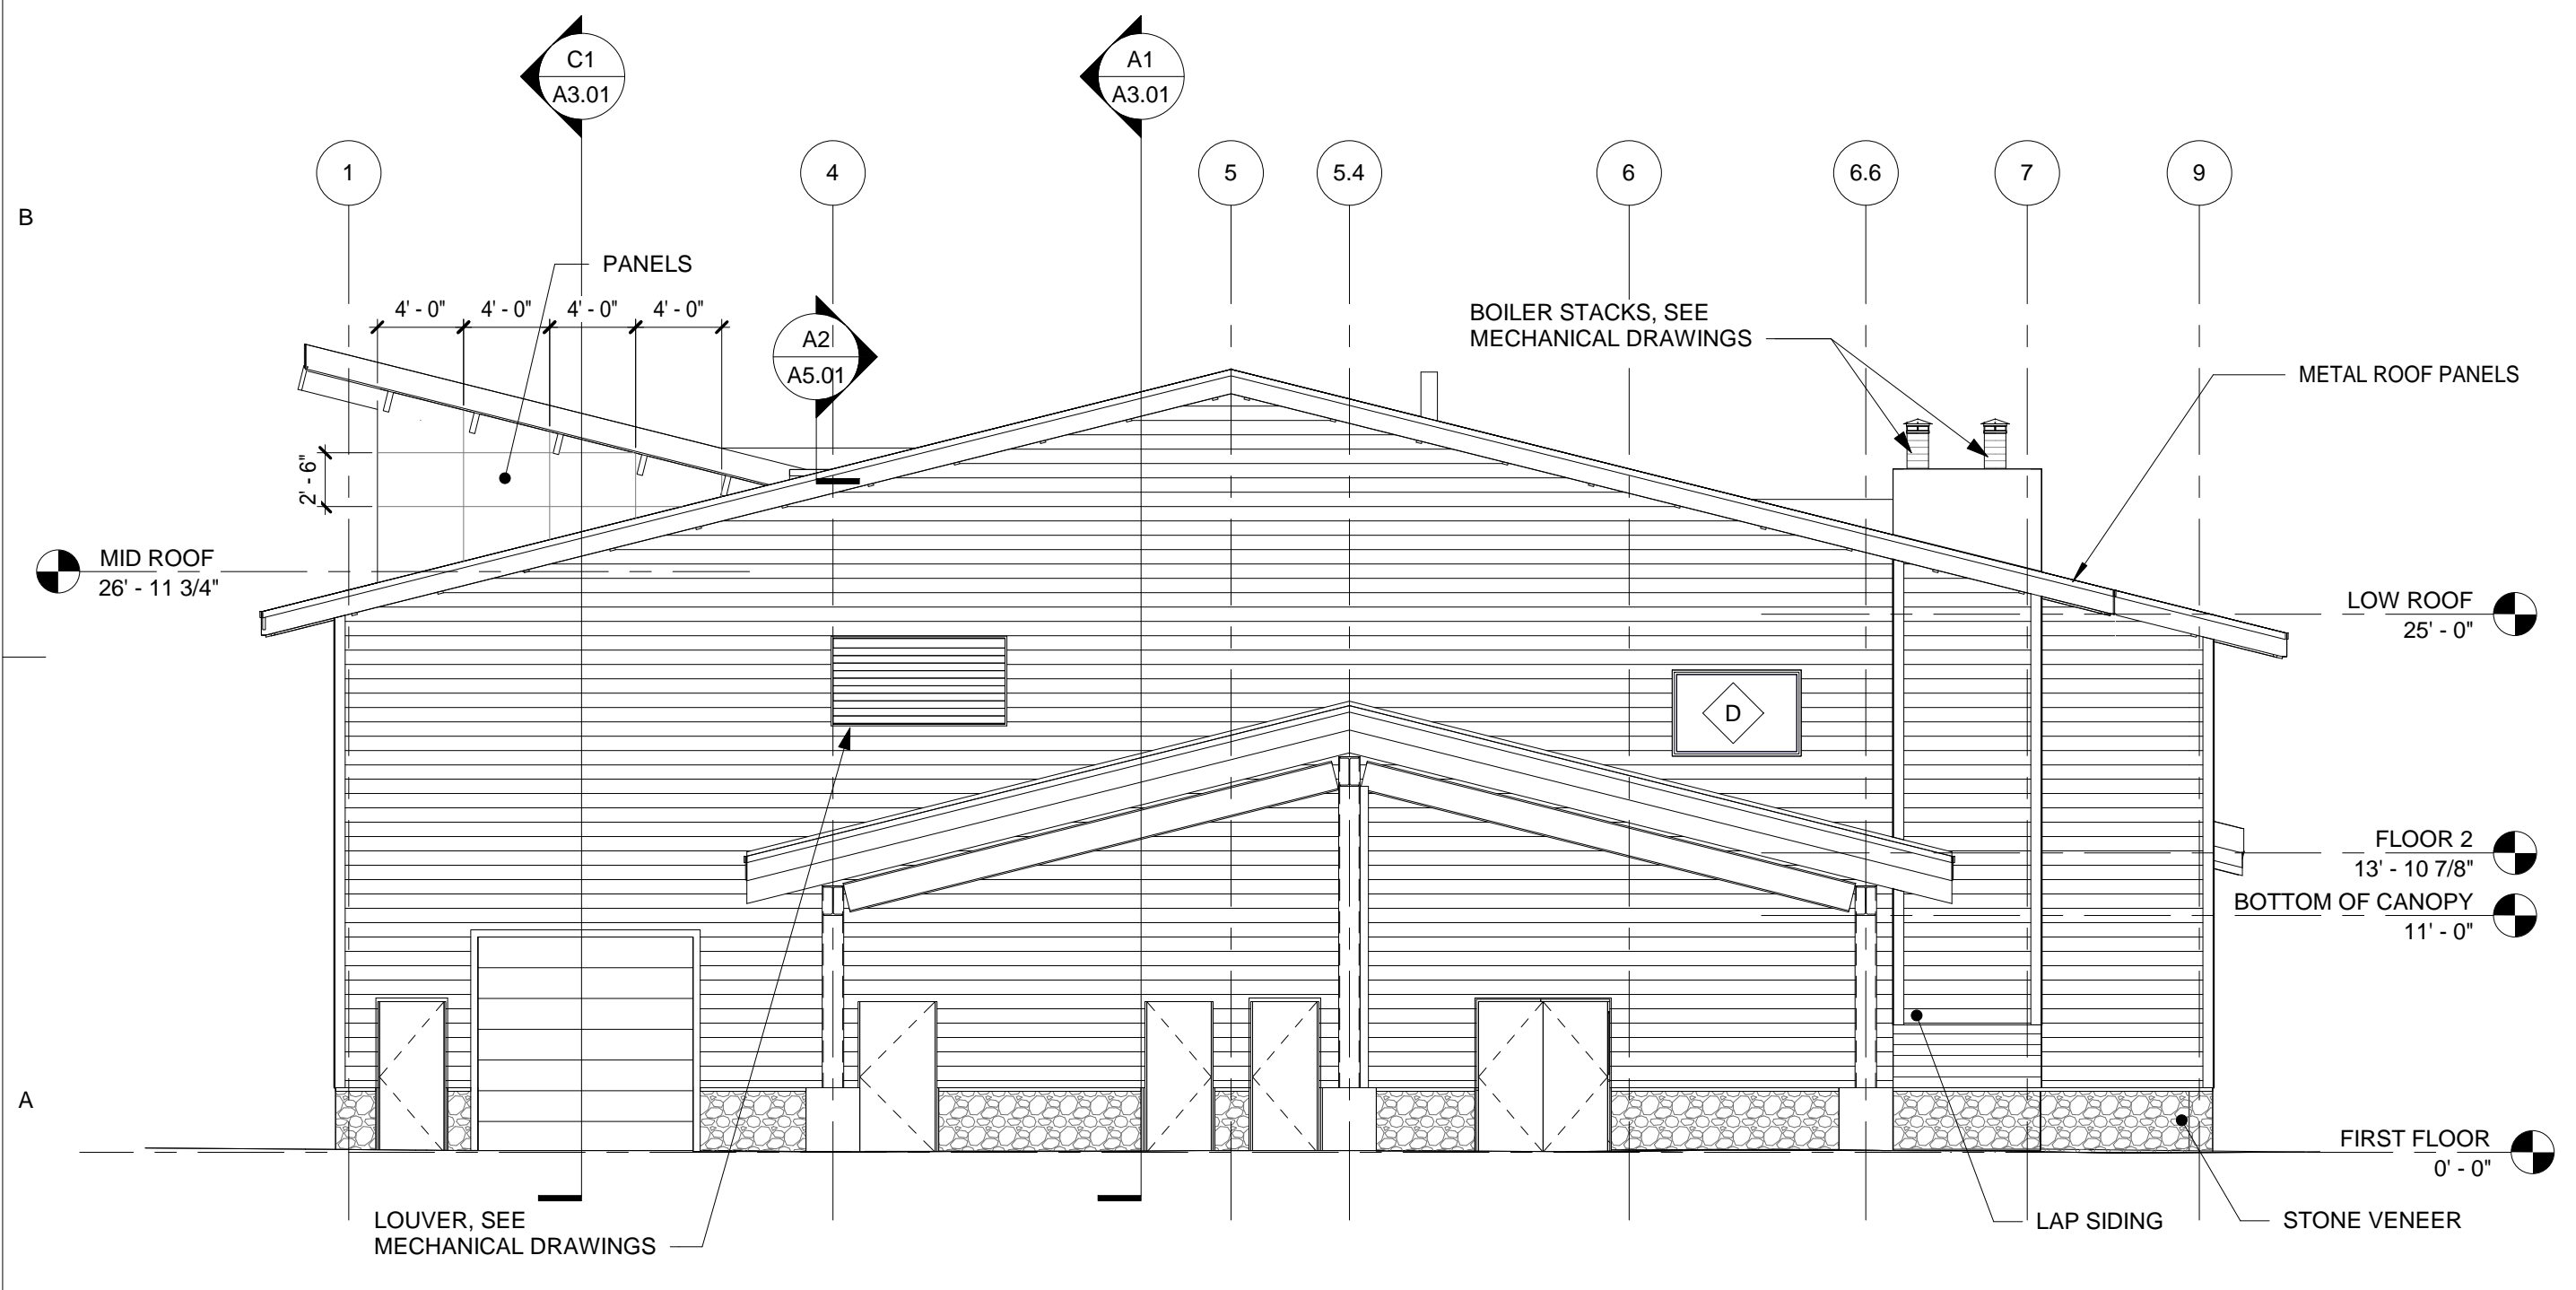 C1
A3.01
A1
A3.01
1
4
5
5.4
6
6.6
7
9
B
PANELS
4' - 0"
4' - 0"
4' - 0"
4' - 0"
A2
A5.01
BOILER STACKS, SEE
MECHANICAL DRAWINGS
METAL ROOF PANELS
2' - 6"
MID ROOF
26' - 11 3/4"
LOW ROOF
25' - 0"
D
FLOOR 2
13' - 10 7/8"
BOTTOM OF CANOPY
11' - 0"
A
FIRST FLOOR
0' - 0"
LOUVER, SEE
MECHANICAL DRAWINGS
LAP SIDING
STONE VENEER